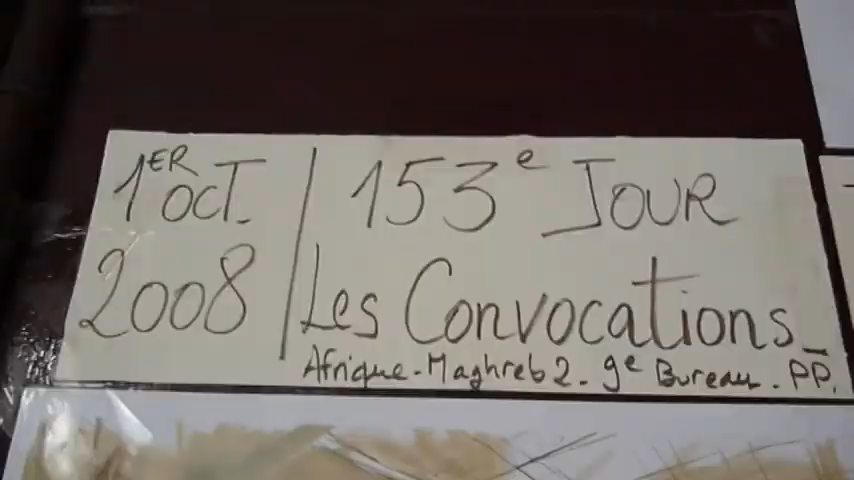 1ER OCT. 2008
153e JOUR
Les Convocations_
Afrique-Maghreb 2. 9e Bureau. PP.